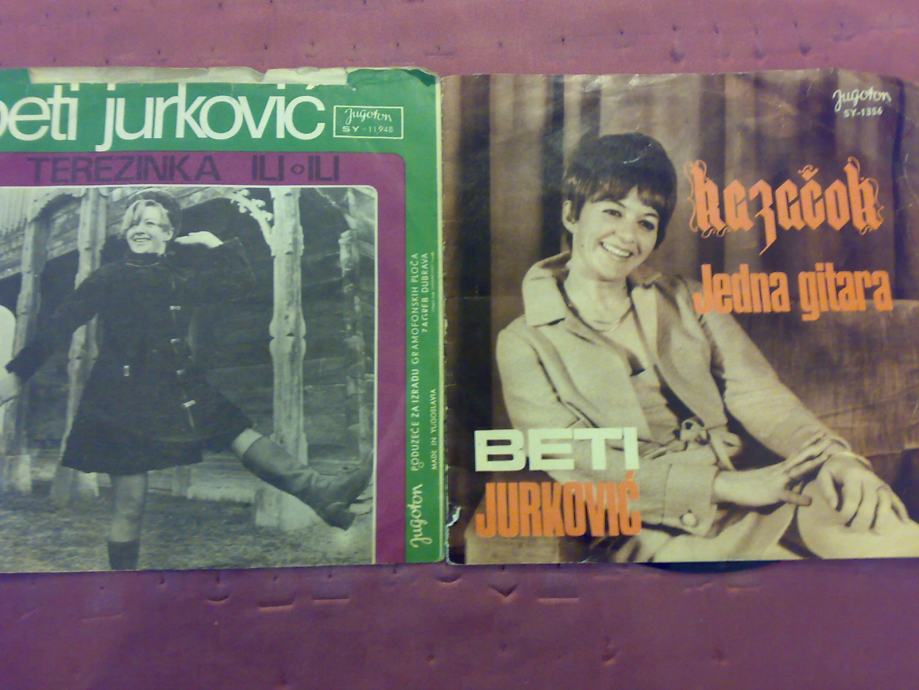 beti jurković
Jugoton
SY-11948
TEREZINKA ILI•ILI
PODUZEĆE ZA IZRADU GRAMOFONSKIH PLOČA
ZAGREB DUBRAVA
MADE IN YUGOSLAVIA
Jugoton
Jugoton
SY-1356
kazačok
Jedna gitara
BETI
JURKOVIĆ